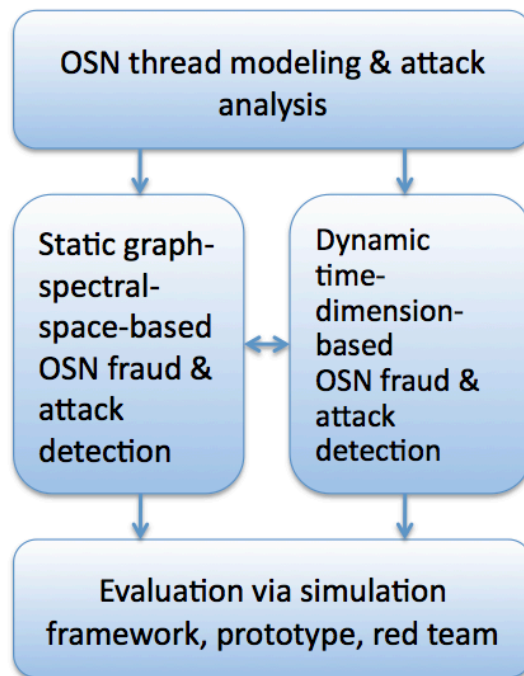 OSN thread modeling & attack
analysis
Static graph-
spectral-
space-based
OSN fraud &
attack
detection
Dynamic
time-
dimension-
based
OSN fraud &
attack
detection
Evaluation via simulation
framework, prototype, red team